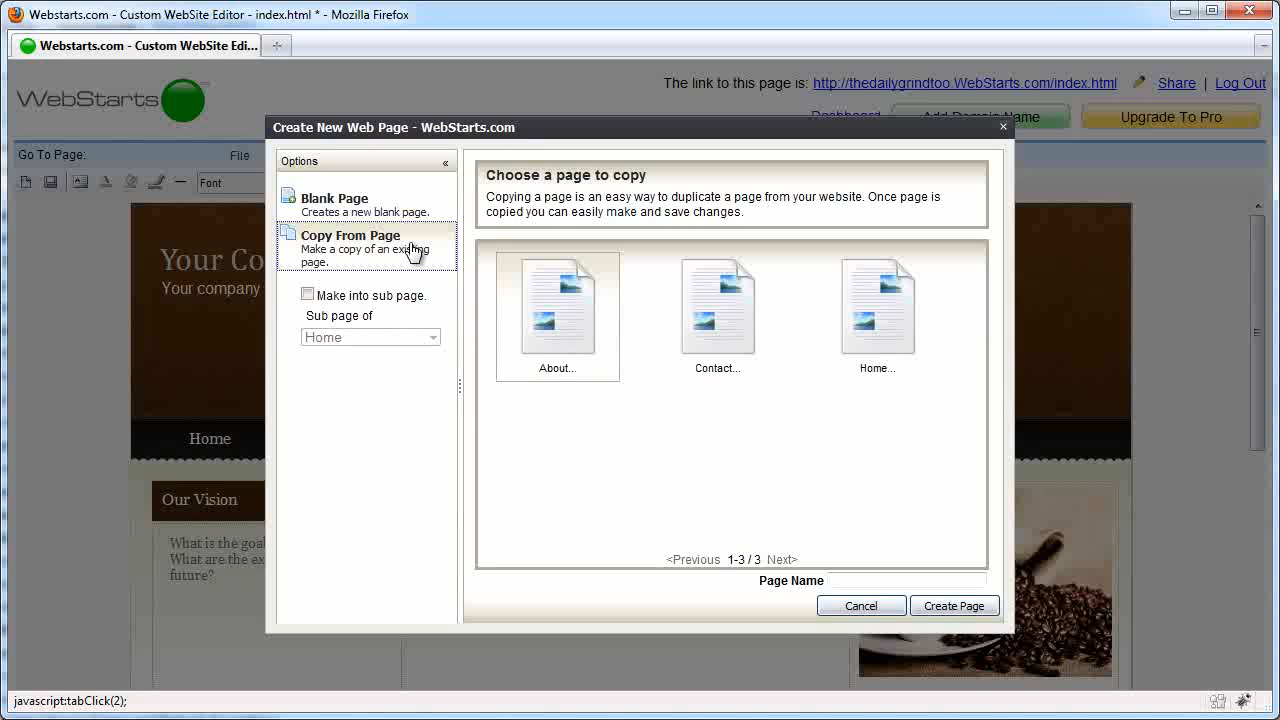 Webstarts.com - Custom WebSite Editor - index.html * - Mozilla Firefox
Webstarts.com - Custom WebSite Edi...
WebStarts
The link to this page is: http://thedailygrindtoo.WebStarts.com/index.html Share | Log Out
Dashboard Add Domain Name Upgrade To Pro
Create New Web Page - WebStarts.com
Go To Page: File
Font
Options «
Blank Page
Creates a new blank page.
Copy From Page
Make a copy of an existing
page.
Make into sub page.
Sub page of
Home
Choose a page to copy
Copying a page is an easy way to duplicate a page from your website. Once page is
copied you can easily make and save changes.
About... Contact... Home...
<Previous 1-3 / 3 Next>
Page Name
Cancel Create Page
Your Co
Your company
Home
Our Vision
What is the goal
What are the ex
future?
javascript:tabClick(2);